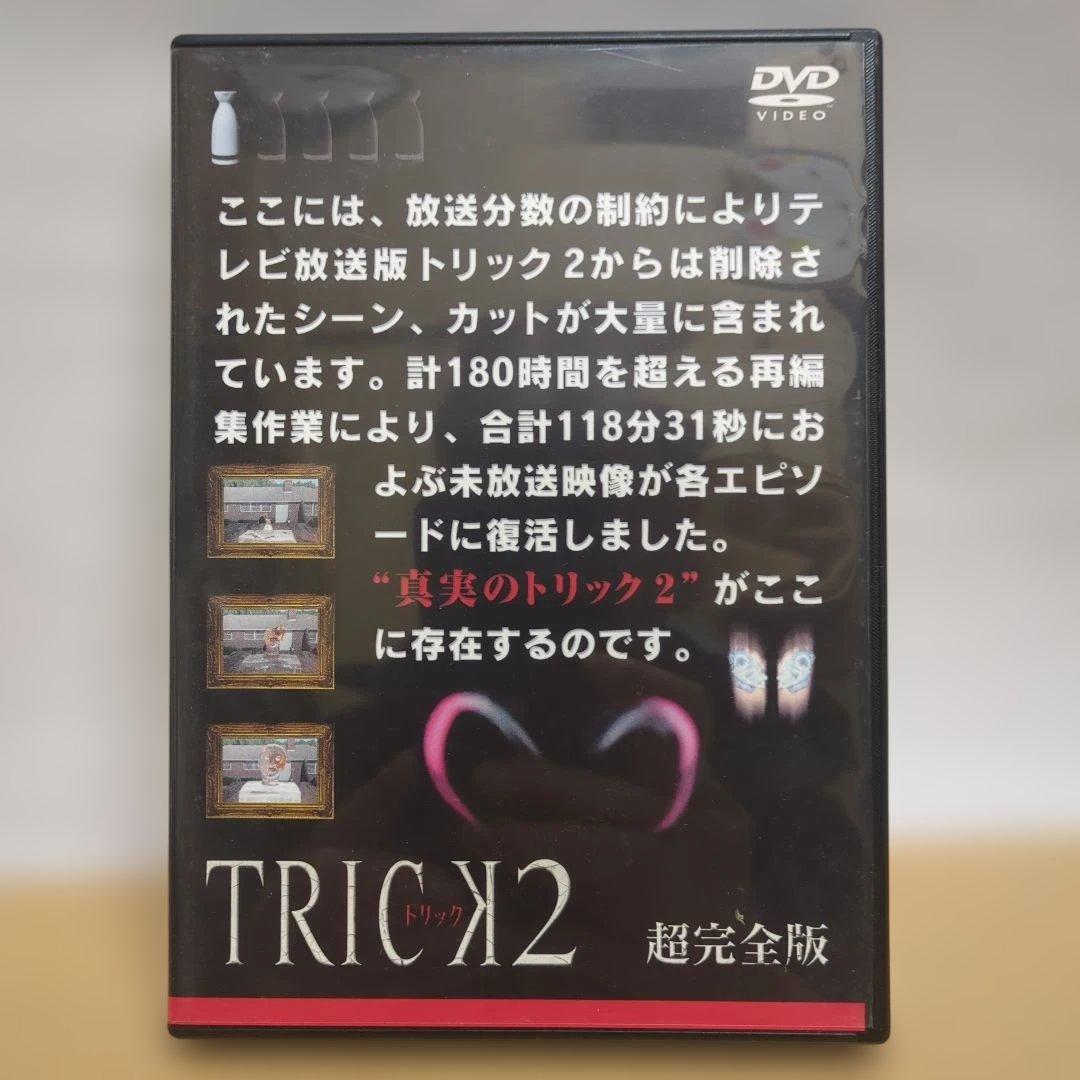 DVD
VIDEO
ここには、放送分数の制約によりテ
レビ放送版トリック2からは削除さ
れたシーン、カットが大量に含まれ
ています。計180時間を超える再編
集作業により、合計118分31秒にお
よぶ未放送映像が各エピソ
ードに復活しました。
“真実のトリック2”がここ
に存在するのです。
TRICK2
トリック
超完全版